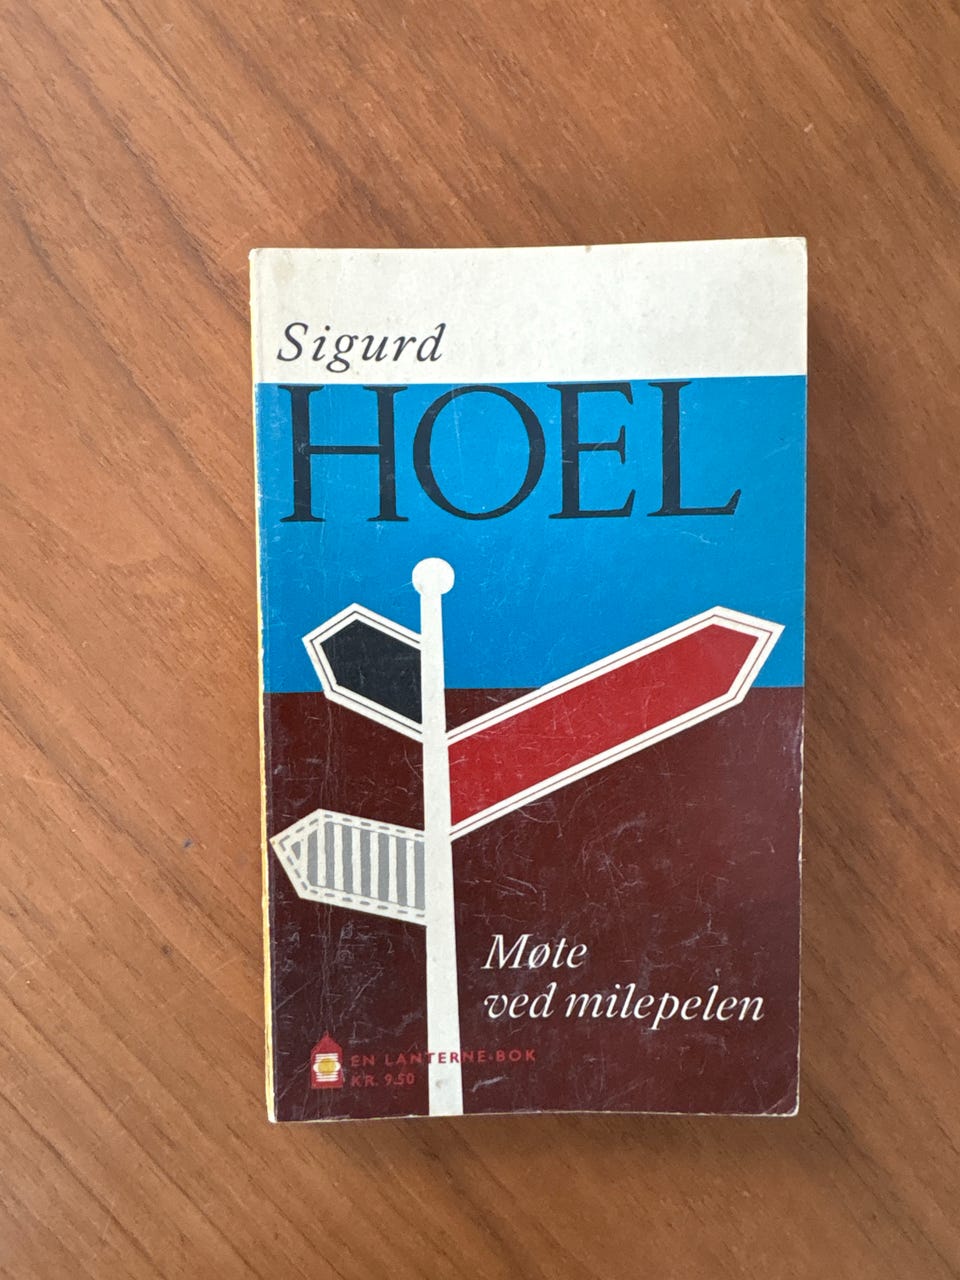 Sigurd
HOEL
Møte
ved milepelen
EN LANTERNE-BOK
KR. 9.50